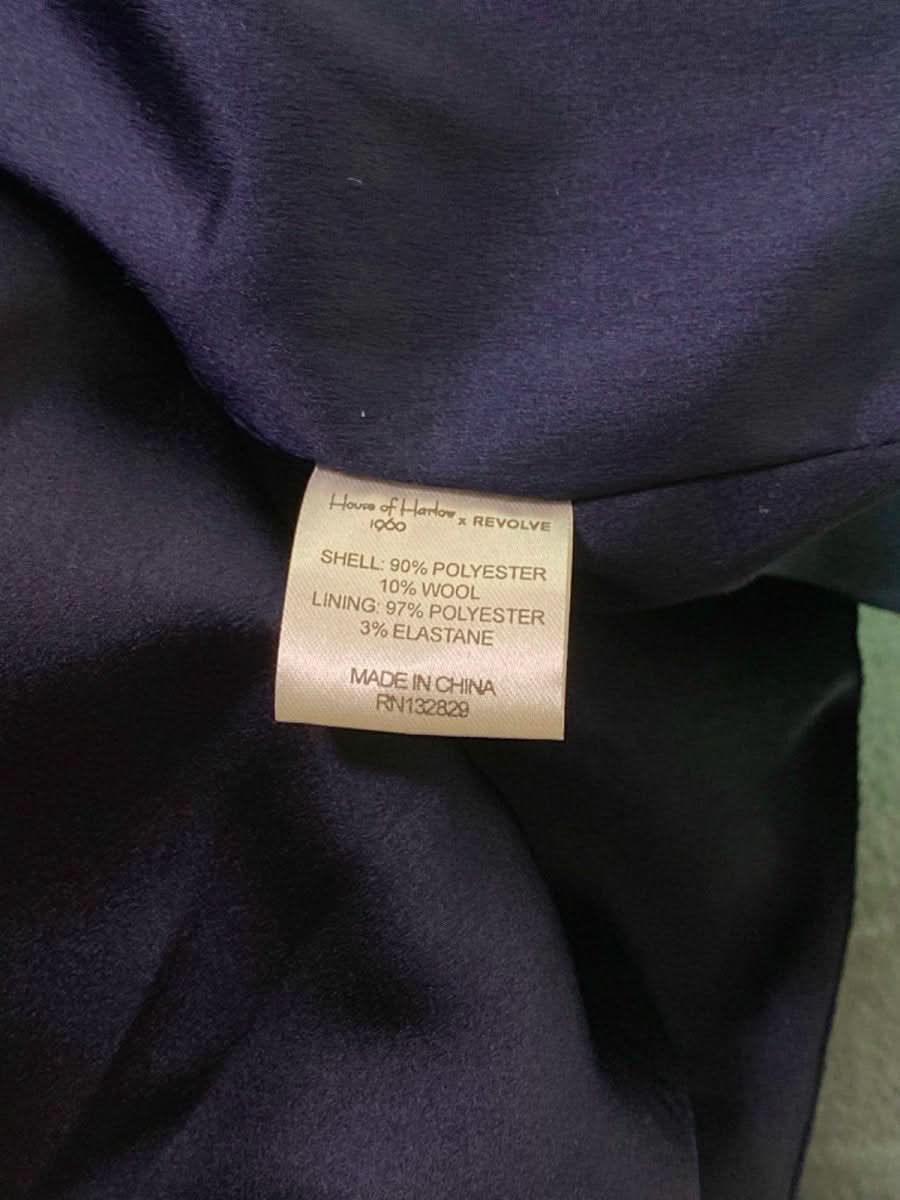 House of Harlow x REVOLVE
1960
SHELL: 90% POLYESTER
10% WOOL
LINING: 97% POLYESTER
3% ELASTANE
MADE IN CHINA
RN132829